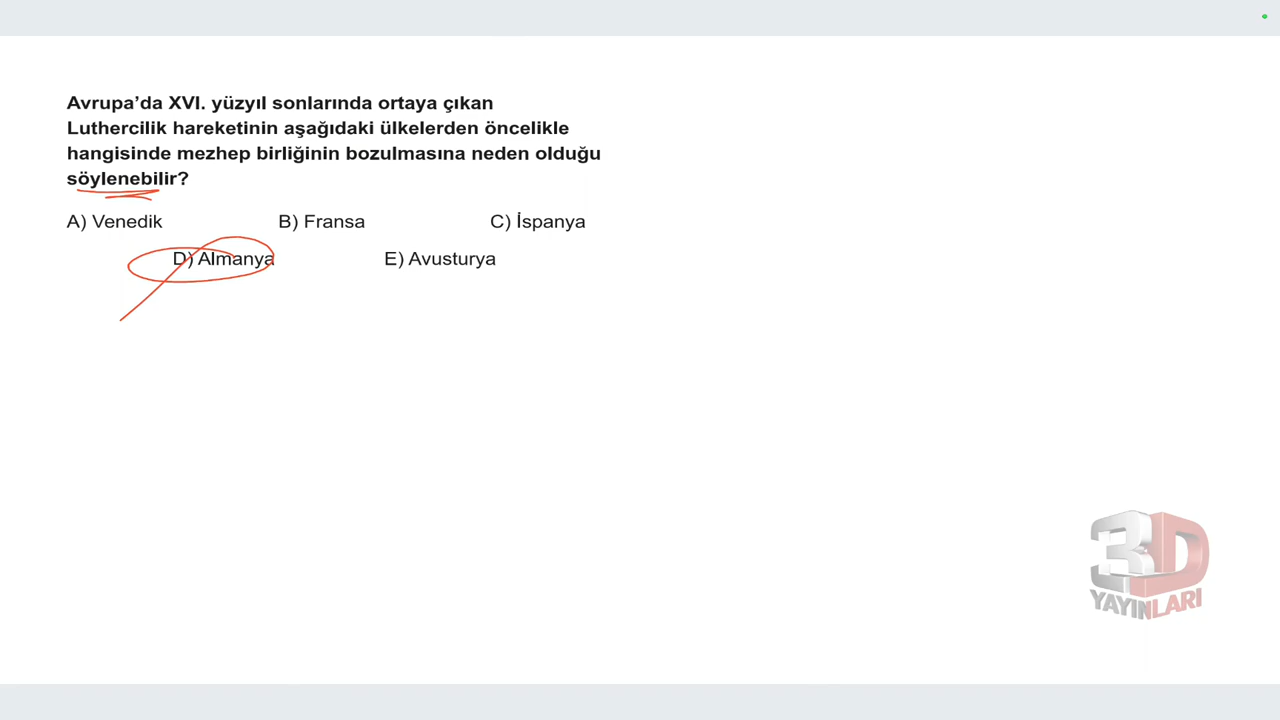 Avrupa’da XVI. yüzyıl sonlarında ortaya çıkan
Luthercilik hareketinin aşağıdaki ülkelerden öncelikle
hangisinde mezhep birliğinin bozulmasına neden olduğu
söylenebilir?
A) Venedik B) Fransa C) İspanya
D) Almanya E) Avusturya
3D
YAYINLARI